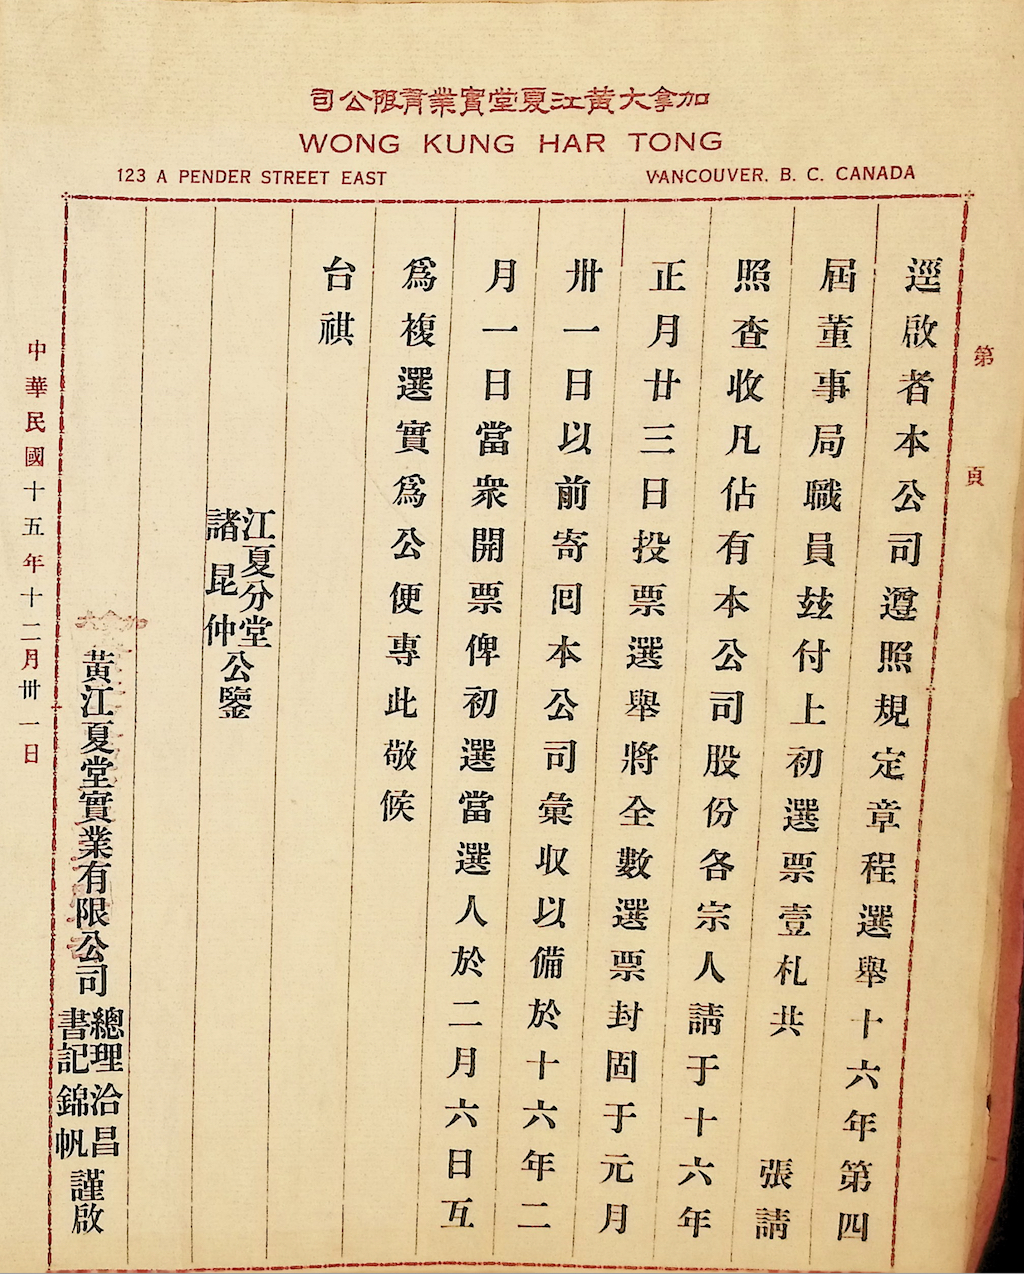 司公限有業實堂夏江黃大拿加
WONG KUNG HAR TONG
123 A PENDER STREET EAST
VANCOUVER, B. C. CANADA
第 頁
逕啟者本公司遵照規定章程選舉十六年第四
屆董事局職員玆付上初選票壹札共 張請
照查收凡佔有本公司股份各宗人請于十六年
正月廿三日投票選舉將全數選票封固于元月
卅一日以前寄囘本公司彙收以備於十六年二
月一日當衆開票俾初選當選人於二月六日互
爲複選實爲公便專此敬候
台祺
江夏分堂
諸昆仲
公鑒
加拿大
黃江夏堂實業有限公司
總理 洽昌
書記 錦帆
謹啟
中華民國十五年十二月卅一日